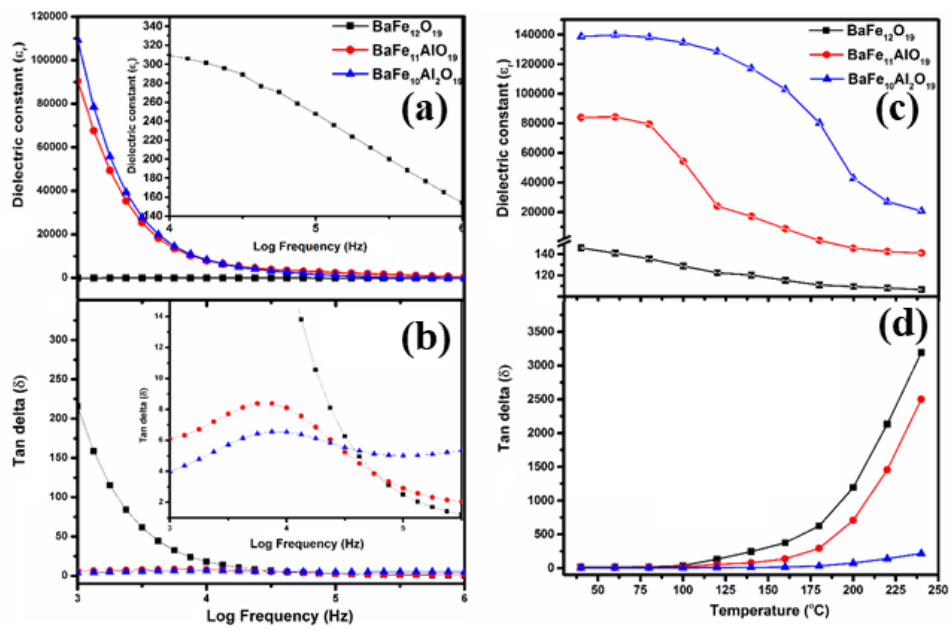 120000
100000
80000
60000
40000
20000
0
Dielectric constant (εr)
BaFe12O19
BaFe11AlO19
BaFe10Al2O19
(a)
340
320
300
280
260
240
220
200
180
160
140
Dielectric constant (εr)
4 5 6
Log Frequency (Hz)
300
250
200
150
100
50
0
Tan delta (δ)
(b)
14
12
10
8
6
4
2
Tan delta (δ)
3 4 5
Log Frequency (Hz)
3 4 5 6
Log Frequency (Hz)
140000
120000
100000
80000
60000
40000
20000
140
120
Dielectric constant (εr)
BaFe12O19
BaFe11AlO19
BaFe10Al2O19
(c)
3500
3000
2500
2000
1500
1000
500
0
Tan delta (δ)
(d)
50 75 100 125 150 175 200 225 250
Temperature (°C)